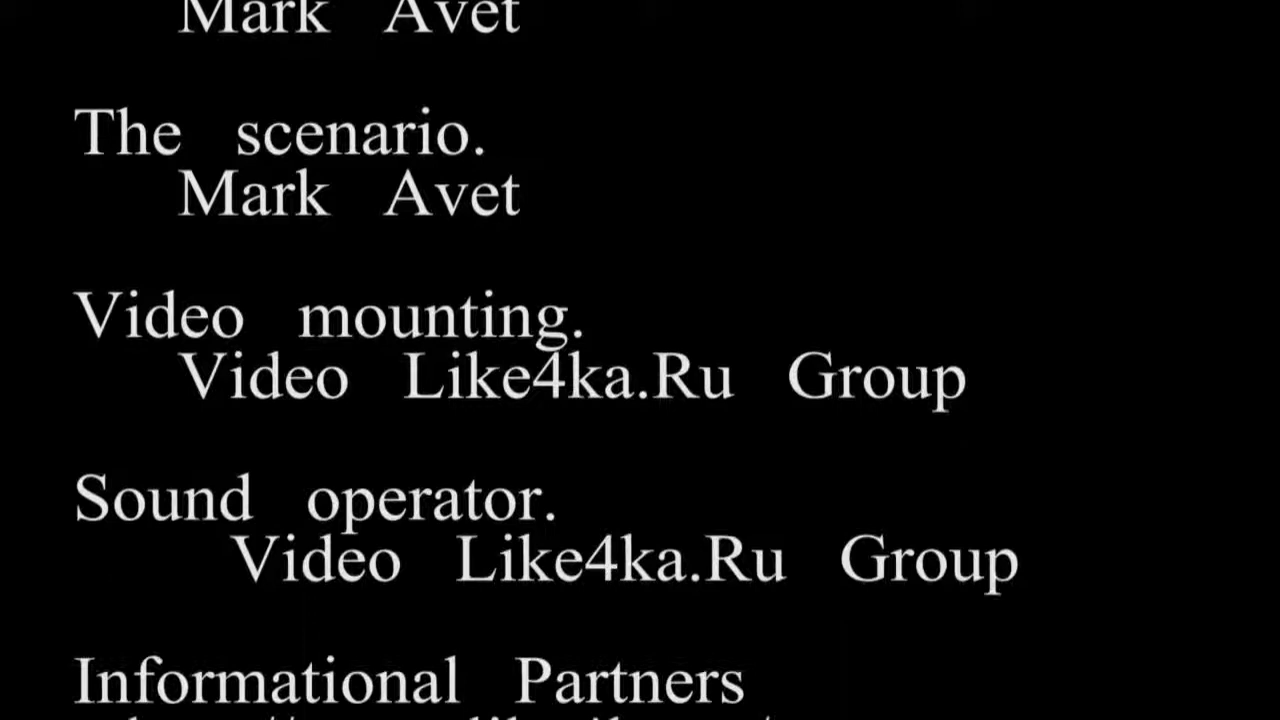 Mark Avet
The scenario.
Mark Avet
Video mounting.
Video Like4ka.Ru Group
Sound operator.
Video Like4ka.Ru Group
Informational Partners